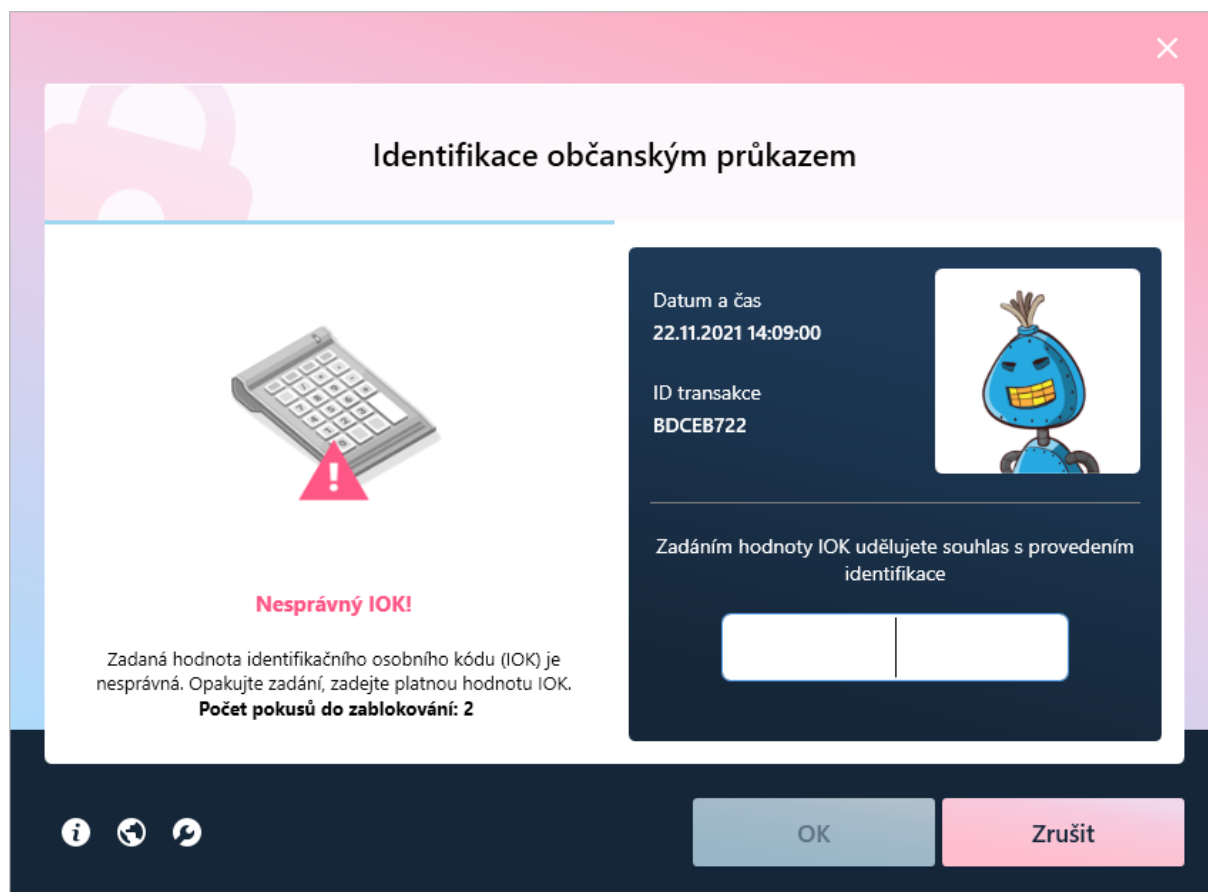 Identifikace občanským průkazem
Nesprávný IOK!
Zadaná hodnota identifikačního osobního kódu (IOK) je
nesprávná. Opakujte zadání, zadejte platnou hodnotu IOK.
Počet pokusů do zablokování: 2
Datum a čas
22.11.2021 14:09:00
ID transakce
BDCEB722
Zadáním hodnoty IOK udělujete souhlas s provedením
identifikace
OK
Zrušit